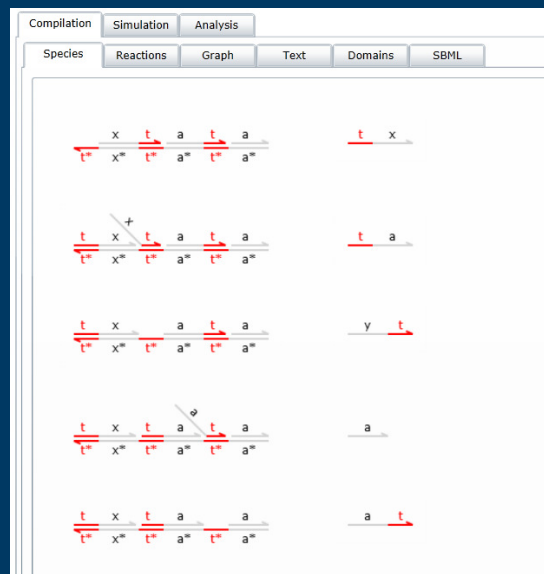 Compilation Simulation Analysis
Species Reactions Graph Text Domains SBML
x t a t a t x
t* x* t* a* t* a*
x
t x t a t a t a
t* x* t* a* t* a*
t x a t a y t
t* x* t* a* t* a*
a
t x t a t a a
t* x* t* a* t* a*
t x t a a a t
t* x* t* a* t* a*